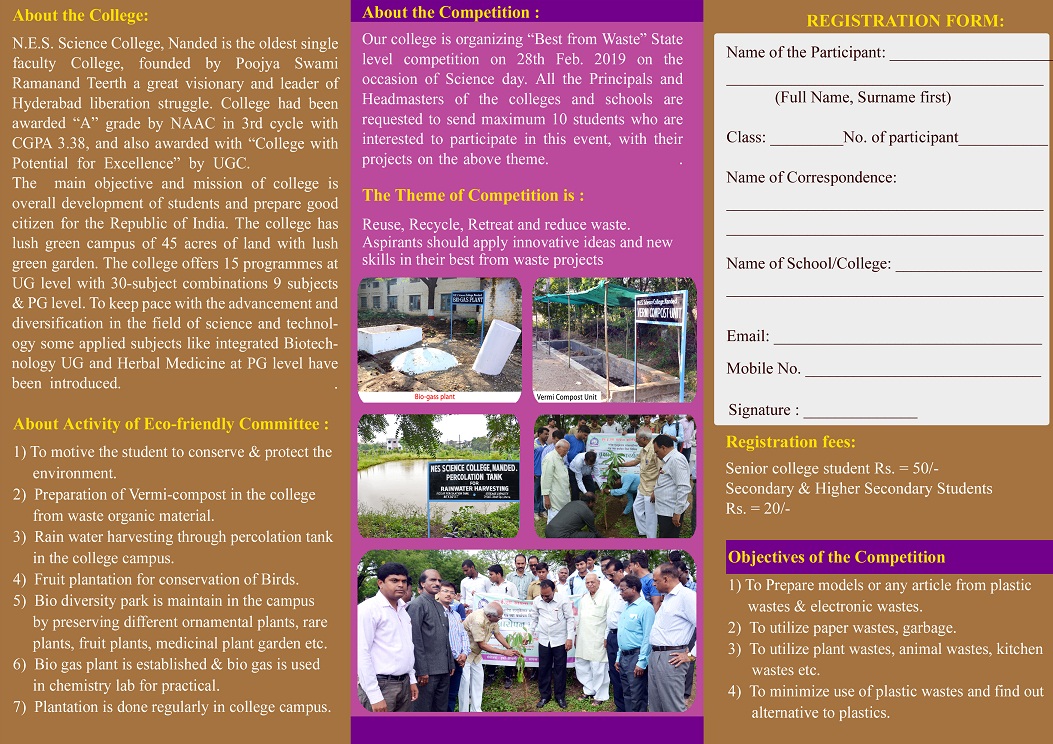 About the College:
N.E.S. Science College, Nanded is the oldest single
faculty College, founded by Poojya Swami
Ramanand Teerth a great visionary and leader of
Hyderabad liberation struggle. College had been
awarded “A” grade by NAAC in 3rd cycle with
CGPA 3.38, and also awarded with “College with
Potential for Excellence” by UGC.
The main objective and mission of college is
overall development of students and prepare good
citizen for the Republic of India. The college has
lush green campus of 45 acres of land with lush
green garden. The college offers 15 programmes at
UG level with 30-subject combinations 9 subjects
& PG level. To keep pace with the advancement and
diversification in the field of science and technol-
ogy some applied subjects like integrated Biotech-
nology UG and Herbal Medicine at PG level have
been introduced. .
About Activity of Eco-friendly Committee :
1) To motive the student to conserve & protect the
environment.
2) Preparation of Vermi-compost in the college
from waste organic material.
3) Rain water harvesting through percolation tank
in the college campus.
4) Fruit plantation for conservation of Birds.
5) Bio diversity park is maintain in the campus
by preserving different ornamental plants, rare
plants, fruit plants, medicinal plant garden etc.
6) Bio gas plant is established & bio gas is used
in chemistry lab for practical.
7) Plantation is done regularly in college campus.
About the Competition :
Our college is organizing “Best from Waste” State
level competition on 28th Feb. 2019 on the
occasion of Science day. All the Principals and
Headmasters of the colleges and schools are
requested to send maximum 10 students who are
interested to participate in this event, with their
projects on the above theme. .
The Theme of Competition is :
Reuse, Recycle, Retreat and reduce waste.
Aspirants should apply innovative ideas and new
skills in their best from waste projects
BIO-GAS PLANT
Bio-gass plant
VERMI COMPOST UNIT
Vermi Compost Unit
NES SCIENCE COLLEGE, NANDED.
PERCOLATION TANK
FOR
RAINWATER HARVESTING
REGISTRATION FORM:
Name of the Participant: ____________________
(Full Name, Surname first)
Class: _________No. of participant___________
Name of Correspondence:
Name of School/College: __________________
Email: _________________________________
Mobile No. _____________________________
Signature : ______________
Registration fees:
Senior college student Rs. = 50/-
Secondary & Higher Secondary Students
Rs. = 20/-
Objectives of the Competition
1) To Prepare models or any article from plastic
wastes & electronic wastes.
2) To utilize paper wastes, garbage.
3) To utilize plant wastes, animal wastes, kitchen
wastes etc.
4) To minimize use of plastic wastes and find out
alternative to plastics.